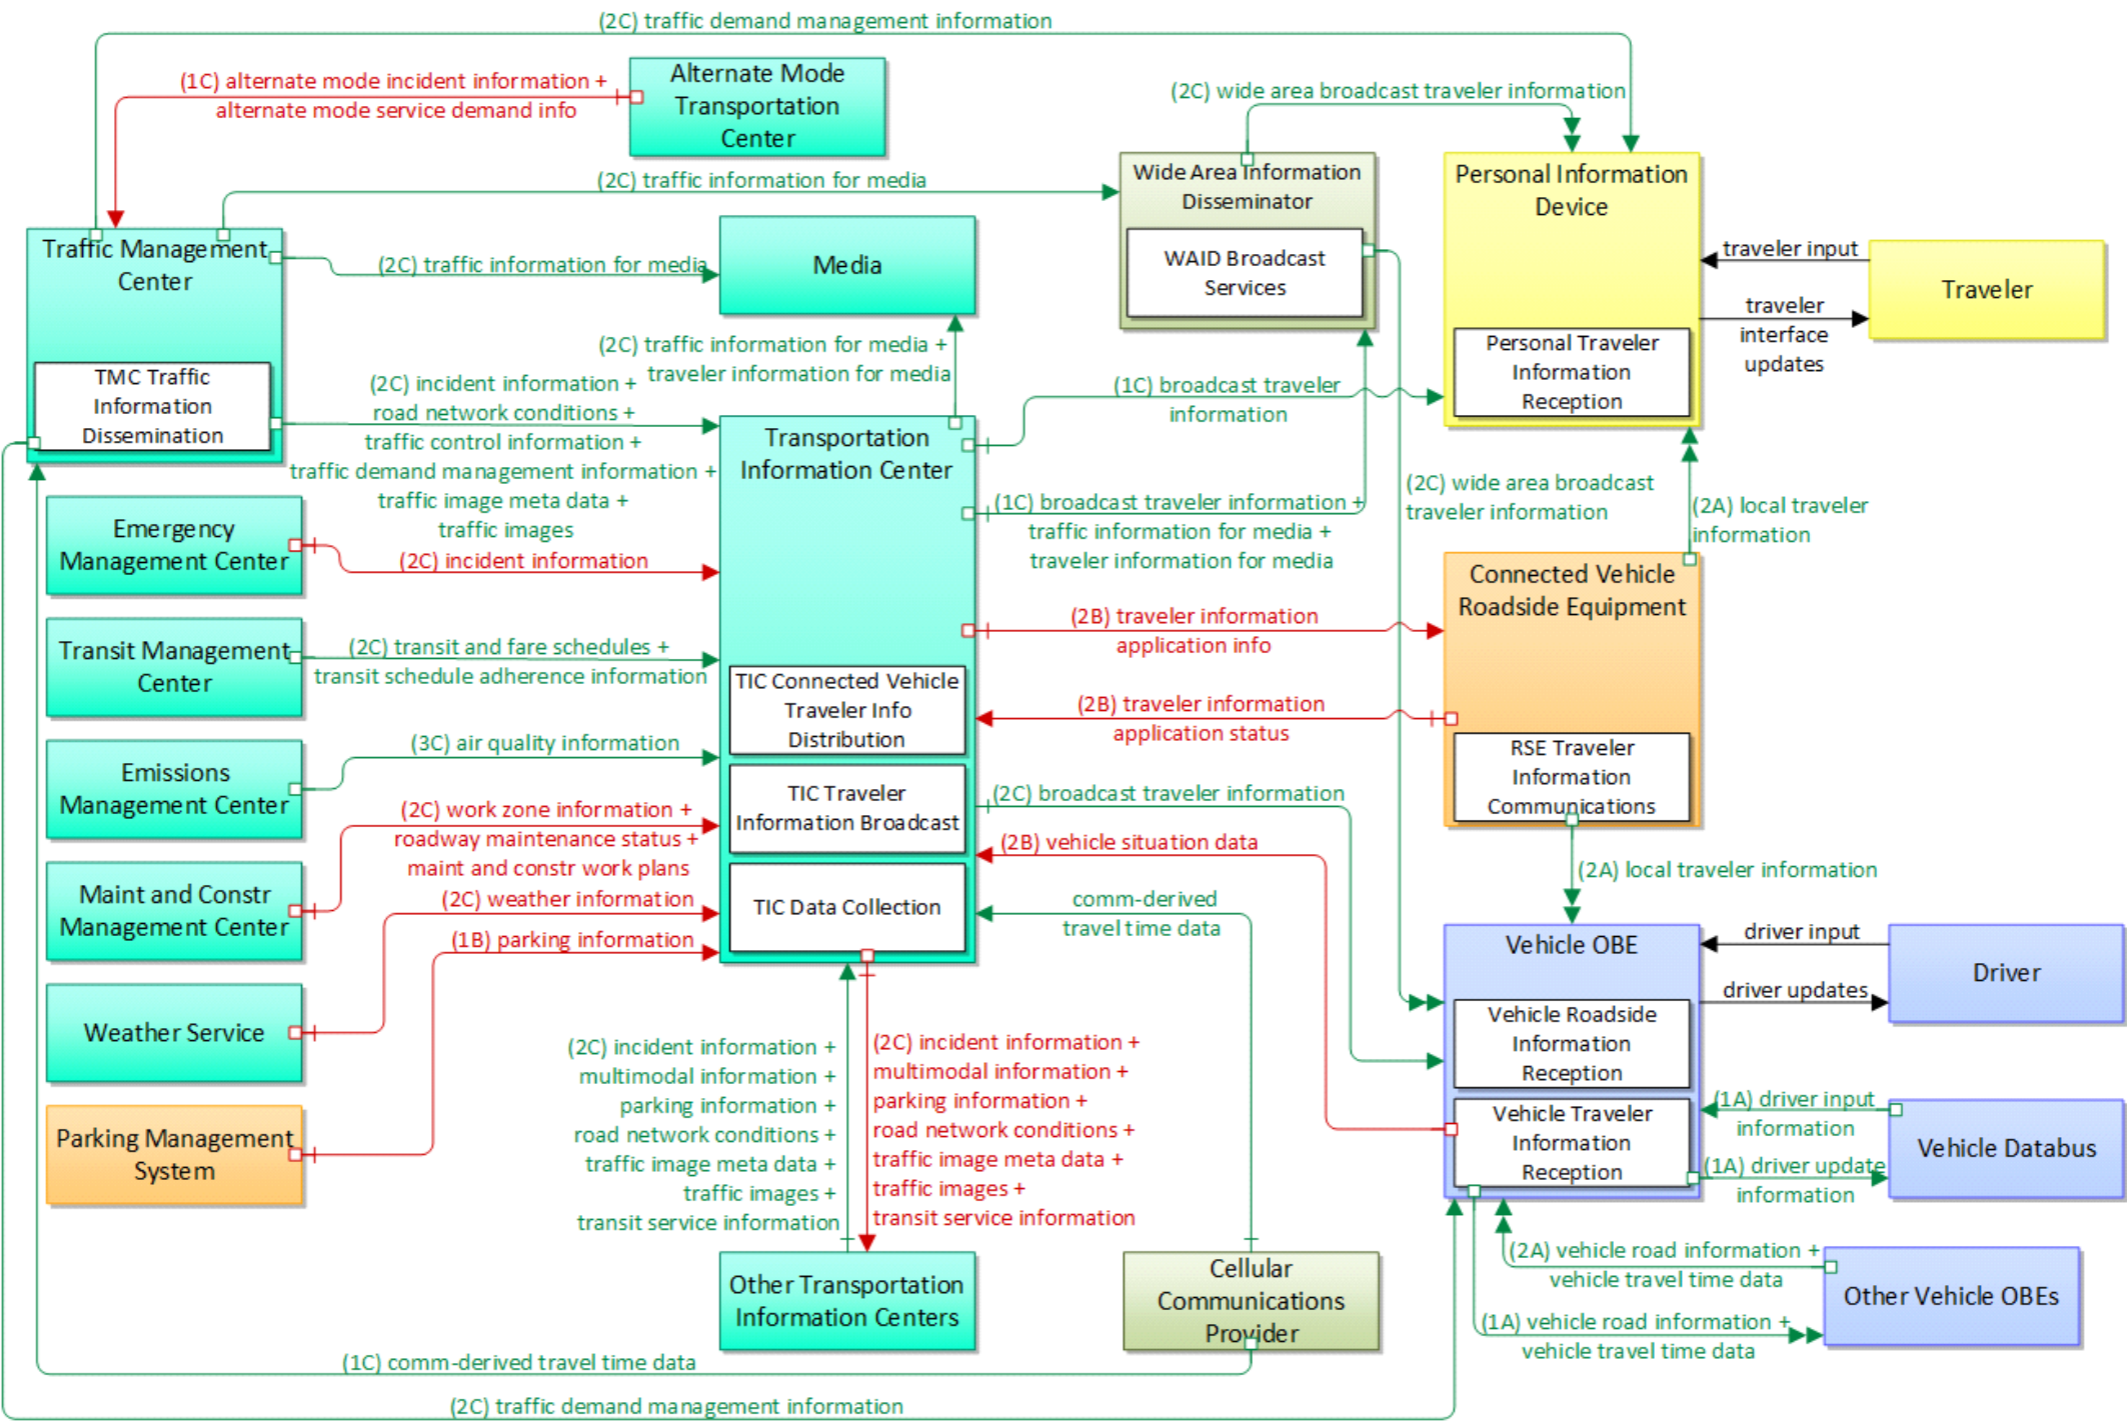 (2C) traffic demand management information
(1C) alternate mode incident information +
alternate mode service demand info
Alternate Mode
Transportation
Center
(2C) wide area broadcast traveler information
(2C) traffic information for media
Wide Area Information
Disseminator
WAID Broadcast
Services
Personal Information
Device
Personal Traveler
Information
Reception
traveler input
traveler
interface
updates
Traveler
Traffic Management
Center
TMC Traffic
Information
Dissemination
(2C) traffic information for media
Media
(2C) traffic information for media +
traveler information for media
(2C) incident information +
road network conditions +
traffic control information +
traffic demand management information +
traffic image meta data +
traffic images
Transportation
Information Center
(1C) broadcast traveler
information
(1C) broadcast traveler information +
traffic information for media +
traveler information for media
(2C) wide area broadcast
traveler information
(2A) local traveler
information
Emergency
Management Center
(2C) incident information
Connected Vehicle
Roadside Equipment
(2B) traveler information
application info
Transit Management
Center
(2C) transit and fare schedules +
transit schedule adherence information
TIC Connected Vehicle
Traveler Info
Distribution
(2B) traveler information
application status
RSE Traveler
Information
Communications
Emissions
Management Center
(3C) air quality information
TIC Traveler
Information Broadcast
(2C) broadcast traveler information
(2C) work zone information +
roadway maintenance status +
maint and constr work plans
(2B) vehicle situation data
Maint and Constr
Management Center
(2C) weather information
TIC Data Collection
comm-derived
travel time data
(2A) local traveler information
(1B) parking information
Vehicle OBE
driver input
driver updates
Driver
Weather Service
Vehicle Roadside
Information
Reception
(2C) incident information +
multimodal information +
parking information +
road network conditions +
traffic image meta data +
traffic images +
transit service information
(2C) incident information +
multimodal information +
parking information +
road network conditions +
traffic image meta data +
traffic images +
transit service information
Parking Management
System
Vehicle Traveler
Information
Reception
(1A) driver input
information
(1A) driver update
information
Vehicle Databus
Other Transportation
Information Centers
Cellular
Communications
Provider
(2A) vehicle road information +
vehicle travel time data
Other Vehicle OBEs
(1A) vehicle road information +
vehicle travel time data
(1C) comm-derived travel time data
(2C) traffic demand management information